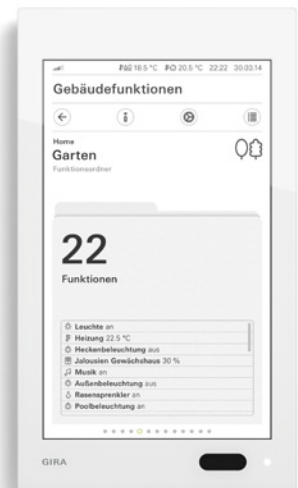 18.5 °C 20.5 °C 22:22 30.03.14
Gebäudefunktionen
Home
Garten
Funktionsordner
22
Funktionen
Leuchte an
Heizung 22.5 °C
Heckenbeleuchtung aus
Jalousien Gewächshaus 30 %
Musik an
Außenbeleuchtung aus
Rasensprenkler an
Poolbeleuchtung an
GIRA